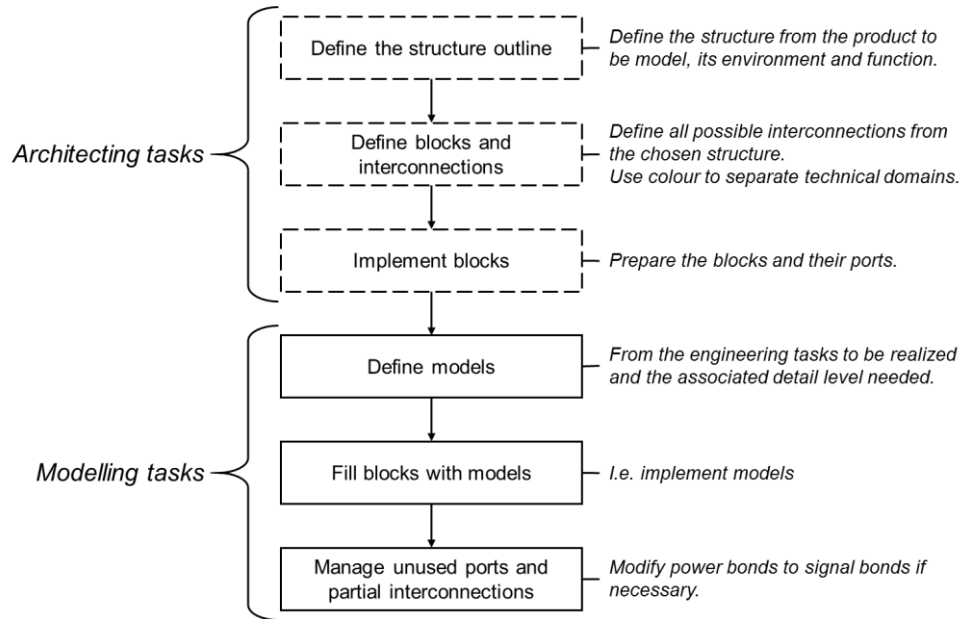 Define the structure outline
Define the structure from the product to
be model, its environment and function.
Architecting tasks
Define blocks and
interconnections
Define all possible interconnections from
the chosen structure.
Use colour to separate technical domains.
Implement blocks
Prepare the blocks and their ports.
Define models
From the engineering tasks to be realized
and the associated detail level needed.
Modelling tasks
Fill blocks with models
I.e. implement models
Manage unused ports and
partial interconnections
Modify power bonds to signal bonds if
necessary.